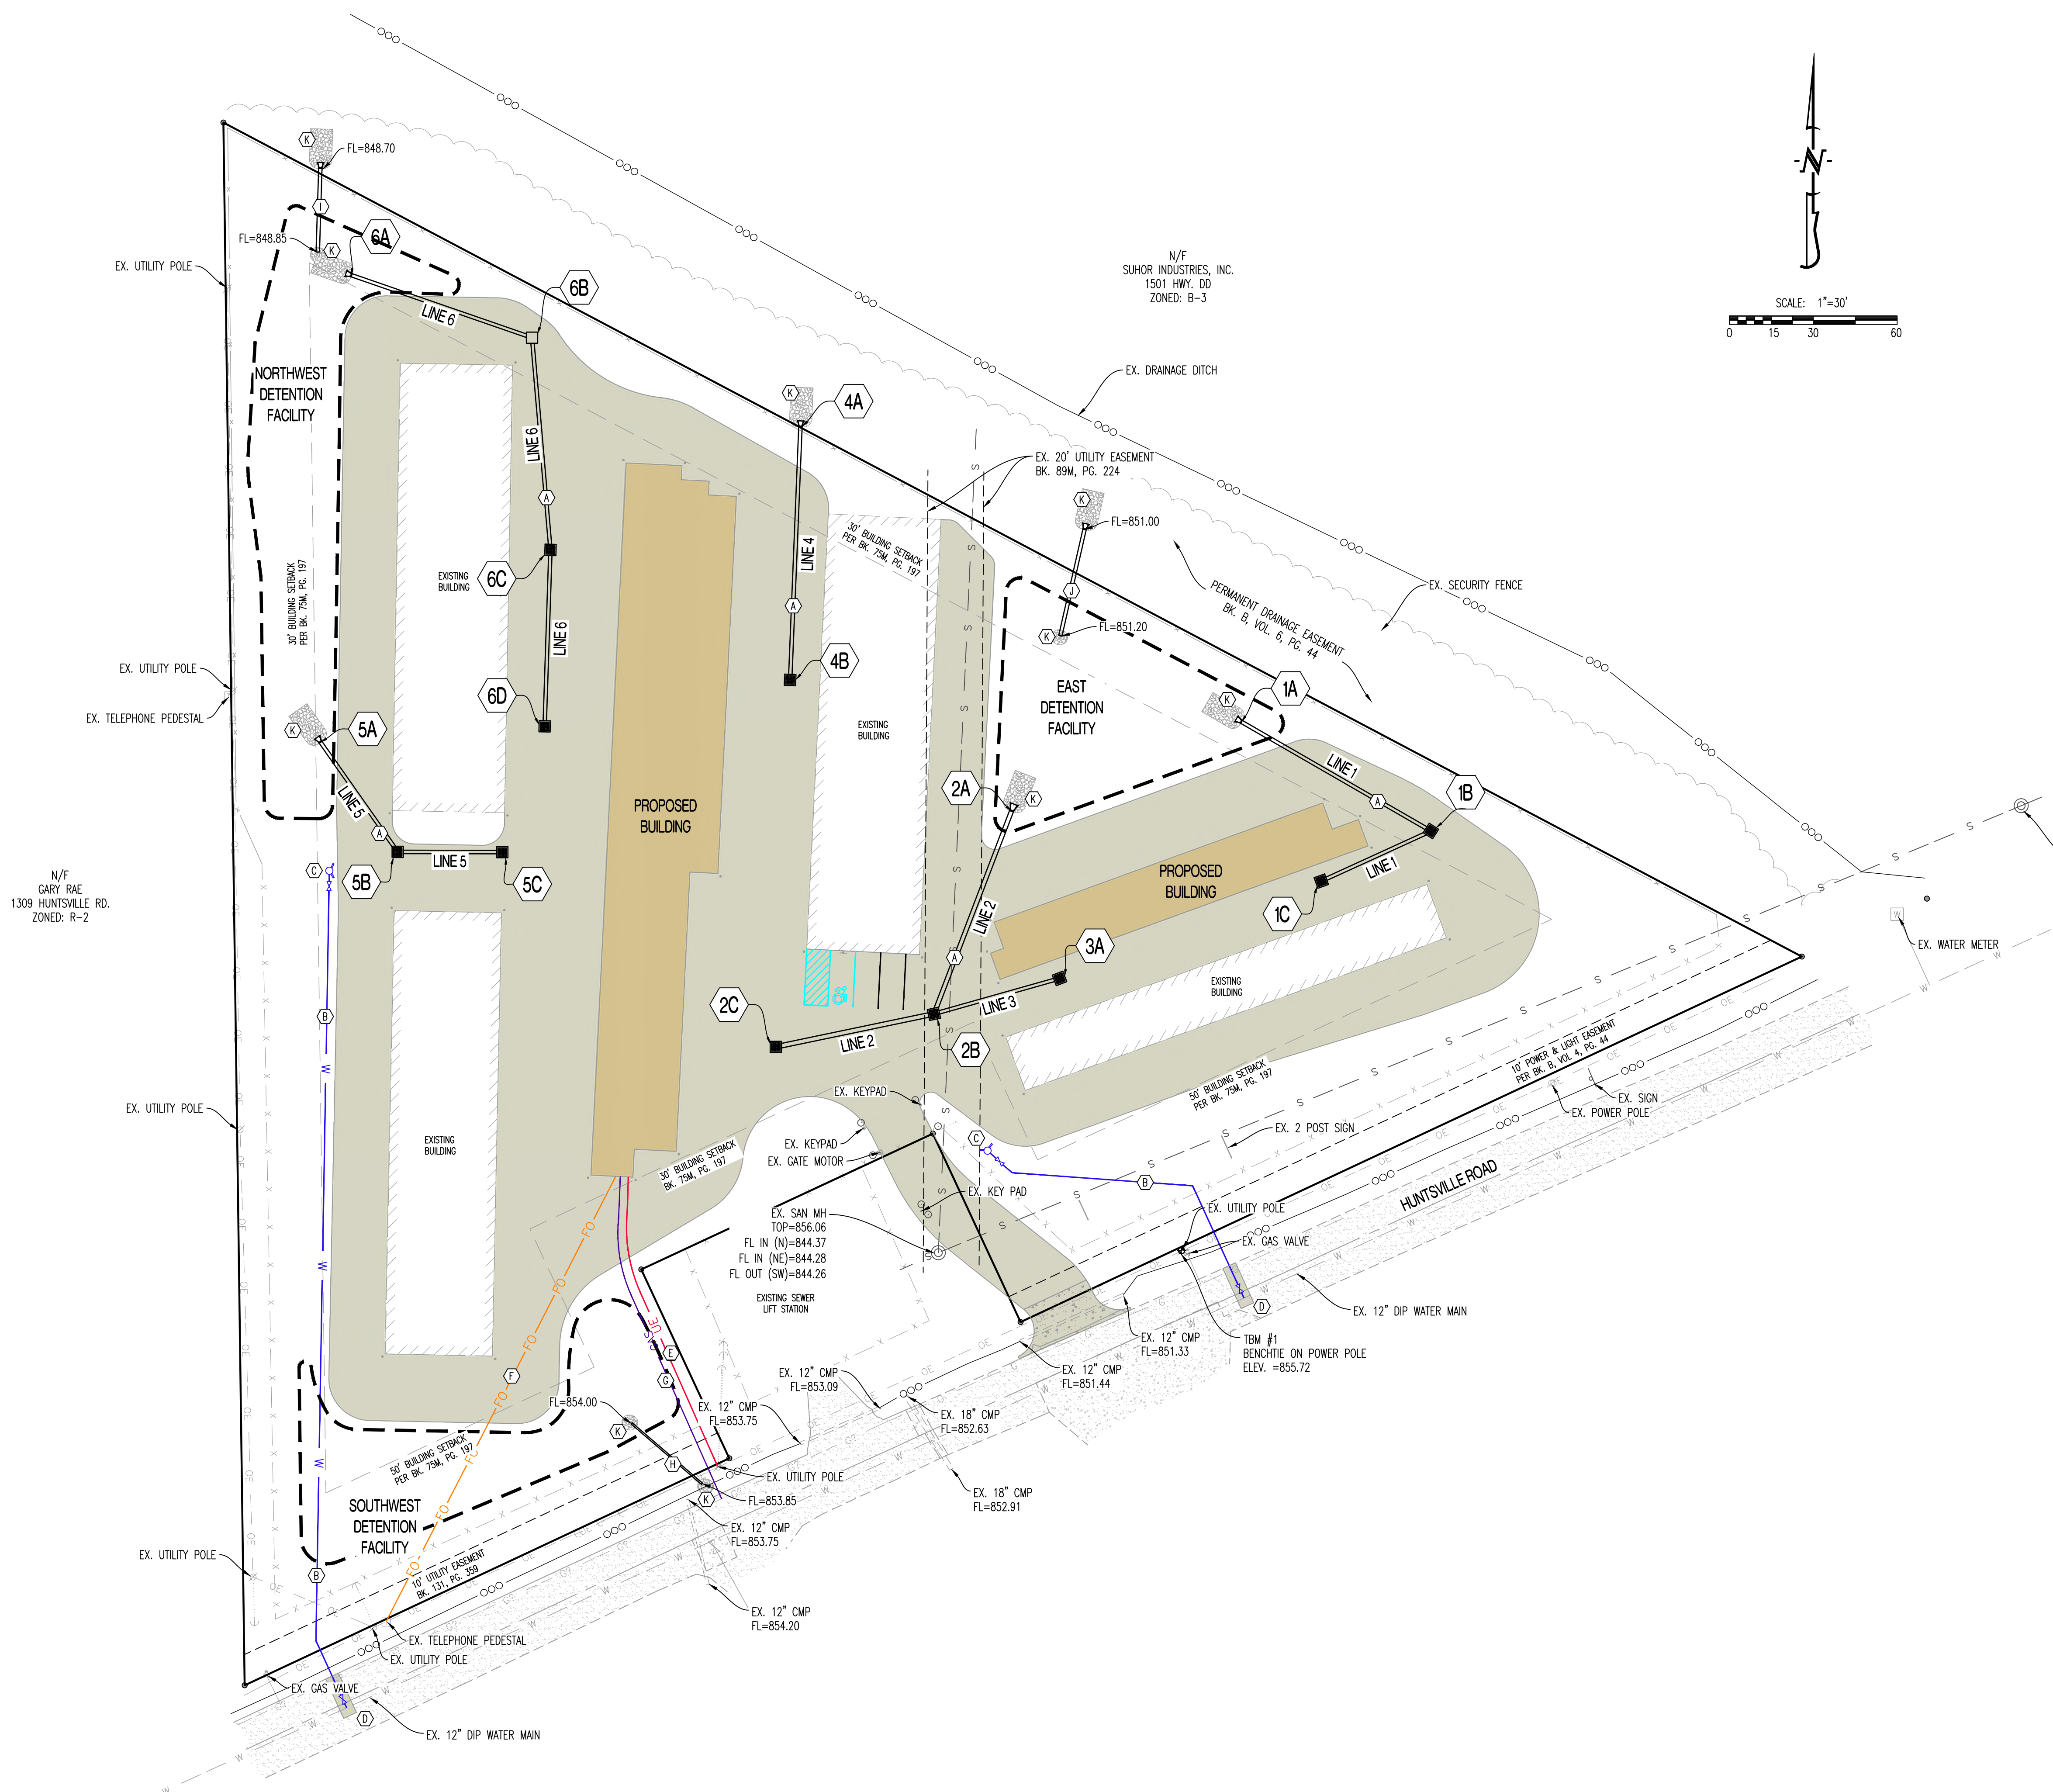 K
FL=848.70
I
FL=848.85
K
6A
EX. UTILITY POLE
6B
LINE 6
N
SCALE: 1"=30'
0 15 30 60
N/F
SUHOR INDUSTRIES, INC.
1501 HWY. DD
ZONED: B-3
EX. DRAINAGE DITCH
NORTHWEST
DETENTION
FACILITY
K
4A
LINE 6
A
EX. 20' UTILITY EASEMENT
BK. 89M, PG. 224
K
FL=851.00
30' BUILDING SETBACK
PER BK. 75M, PG. 197
LINE 4
A
J
K
FL=851.20
PERMANENT DRAINAGE EASEMENT
BK. B, VOL. 6, PG. 44
EX. SECURITY FENCE
30' BUILDING SETBACK
PER BK. 75M, PG. 197
EXISTING
BUILDING
6C
LINE 6
6D
4B
EX. UTILITY POLE
EX. TELEPHONE PEDESTAL
K
5A
EXISTING
BUILDING
EAST
DETENTION
FACILITY
K
1A
LINE 1
A
1B
LINE 5
A
PROPOSED
BUILDING
2A
K
LINE 5
5B
5C
C
N/F
GARY RAE
1309 HUNTSVILLE RD.
ZONED: R-2
PROPOSED
BUILDING
LINE 1
1C
LINE 2
A
3A
LINE 3
2C
LINE 2
2B
EXISTING
BUILDING
EX. WATER METER
B
W
EX. UTILITY POLE
EXISTING
BUILDING
EX. KEYPAD
EX. KEYPAD
EX. GATE MOTOR
30' BUILDING SETBACK
BK. 75M, PG. 197
50' BUILDING SETBACK
PER BK. 75M, PG. 197
10' POWER & LIGHT EASEMENT
PER BK. B, VOL 4, PG. 44
EX. SIGN
EX. POWER POLE
EX. 2 POST SIGN
C
B
EX. KEY PAD
HUNTSVILLE ROAD
EX. SAN MH
TOP=856.06
FL IN (N)=844.37
FL IN (NE)=844.28
FL OUT (SW)=844.26
EXISTING SEWER
LIFT STATION
EX. UTILITY POLE
EX. GAS VALVE
D
EX. 12" DIP WATER MAIN
TBM #1
BENCHTIE ON POWER POLE
ELEV. =855.72
EX. 12" CMP
FL=851.33
EX. 12" CMP
FL=851.44
W
FO
FO
FO
UE
GAS
E
G
F
FO
EX. 12" CMP
FL=853.09
EX. 12" CMP
FL=853.75
EX. 18" CMP
FL=852.63
FL=854.00
K
H
EX. UTILITY POLE
EX. 18" CMP
FL=852.91
50' BUILDING SETBACK
PER BK. 75M, PG. 197
FO
W
K
FL=853.85
EX. 12" CMP
FL=853.75
SOUTHWEST
DETENTION
FACILITY
FO
FO
EX. UTILITY POLE
B
10' UTILITY EASEMENT
BK. 131, PG. 359
EX. 12" CMP
FL=854.20
EX. TELEPHONE PEDESTAL
EX. UTILITY POLE
EX. GAS VALVE
D
EX. 12" DIP WATER MAIN